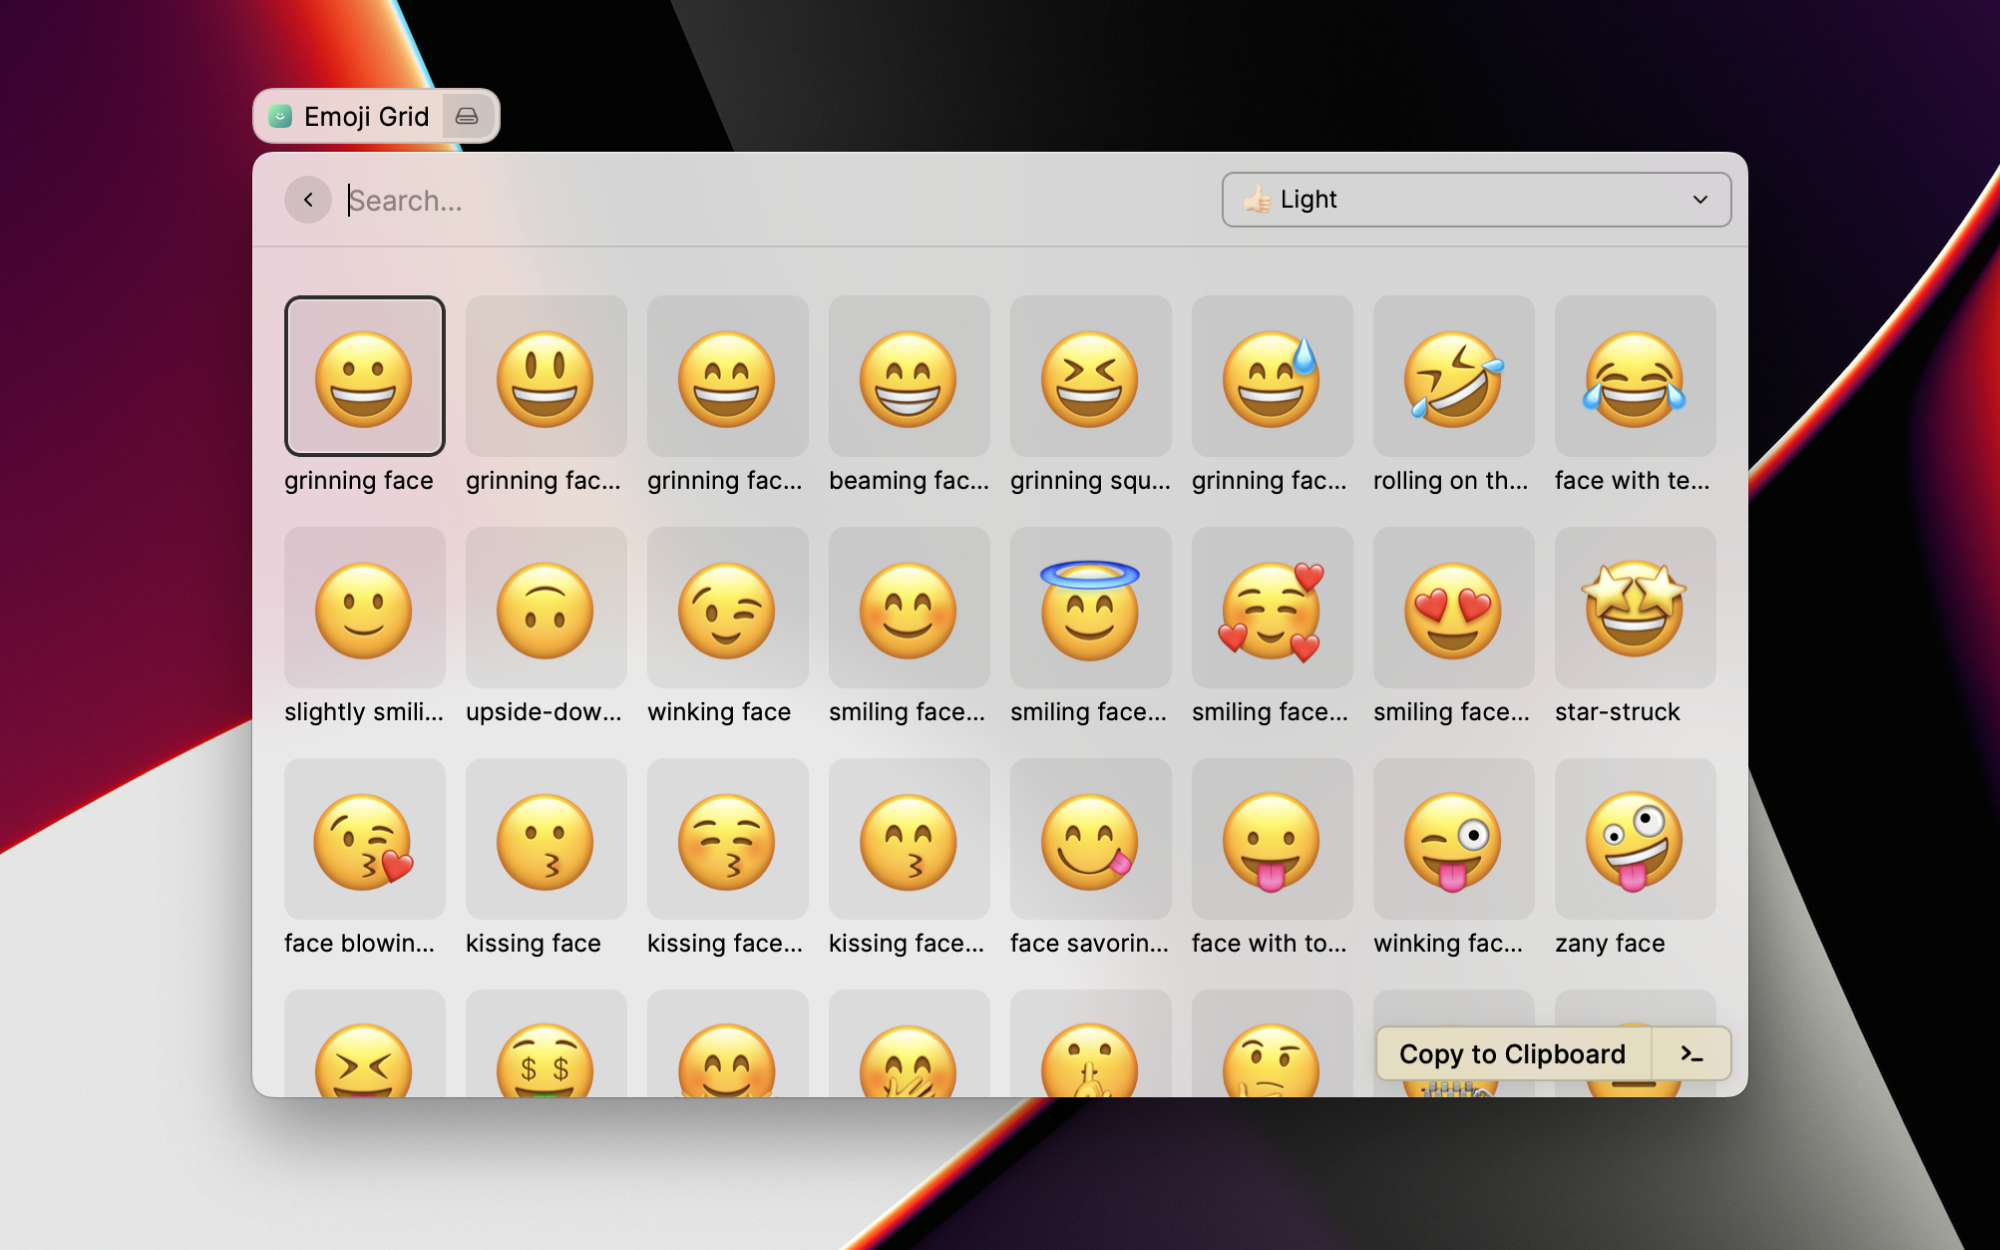 Emoji Grid
Search...
Light
grinning face
grinning fac...
grinning fac...
beaming fac...
grinning squ...
grinning fac...
rolling on th...
face with te...
slightly smili...
upside-dow...
winking face
smiling face...
smiling face...
smiling face...
smiling face...
star-struck
face blowin...
kissing face
kissing face...
kissing face...
face savorin...
face with to...
winking fac...
zany face
Copy to Clipboard